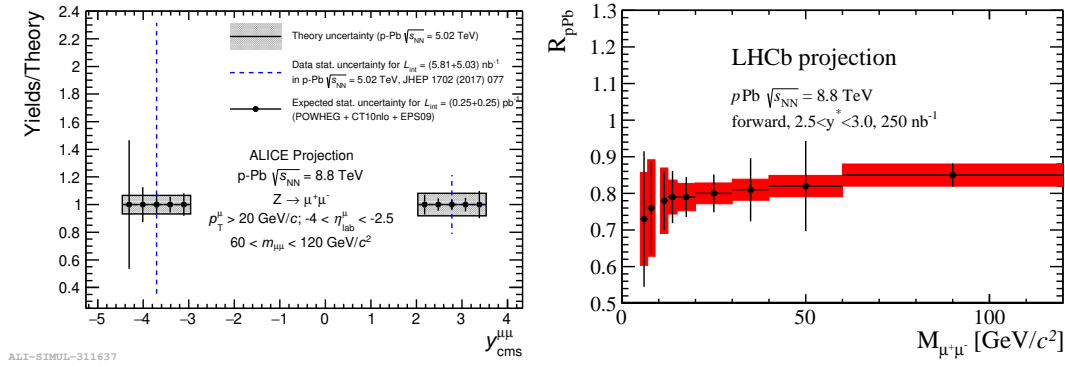 Yields/Theory
2.4
2.2
2
1.8
1.6
1.4
1.2
1
0.8
0.6
0.4
Theory uncertainty (p-Pb √sNN = 5.02 TeV)
Data stat. uncertainty for Lint = (5.81+5.03) nb⁻¹
in p-Pb √sNN = 5.02 TeV, JHEP 1702 (2017) 077
Expected stat. uncertainty for Lint = (0.25+0.25) pb⁻¹
(POWHEG + CT10nlo + EPS09)
ALICE Projection
p-Pb √sNN = 8.8 TeV
Z → μ⁺μ⁻
pTμ > 20 GeV/c; -4 < ημlab < -2.5
60 < mμμ < 120 GeV/c²
−5 −4 −3 −2 −1 0 1 2 3 4
yμμcms
ALI-SIMUL-311637
RpPb
1.3
1.2
1.1
1
0.9
0.8
0.7
0.6
0.5
LHCb projection
pPb √sNN = 8.8 TeV
forward, 2.5<y*<3.0, 250 nb⁻¹
0 50 100
Mμ⁺μ⁻ [GeV/c²]